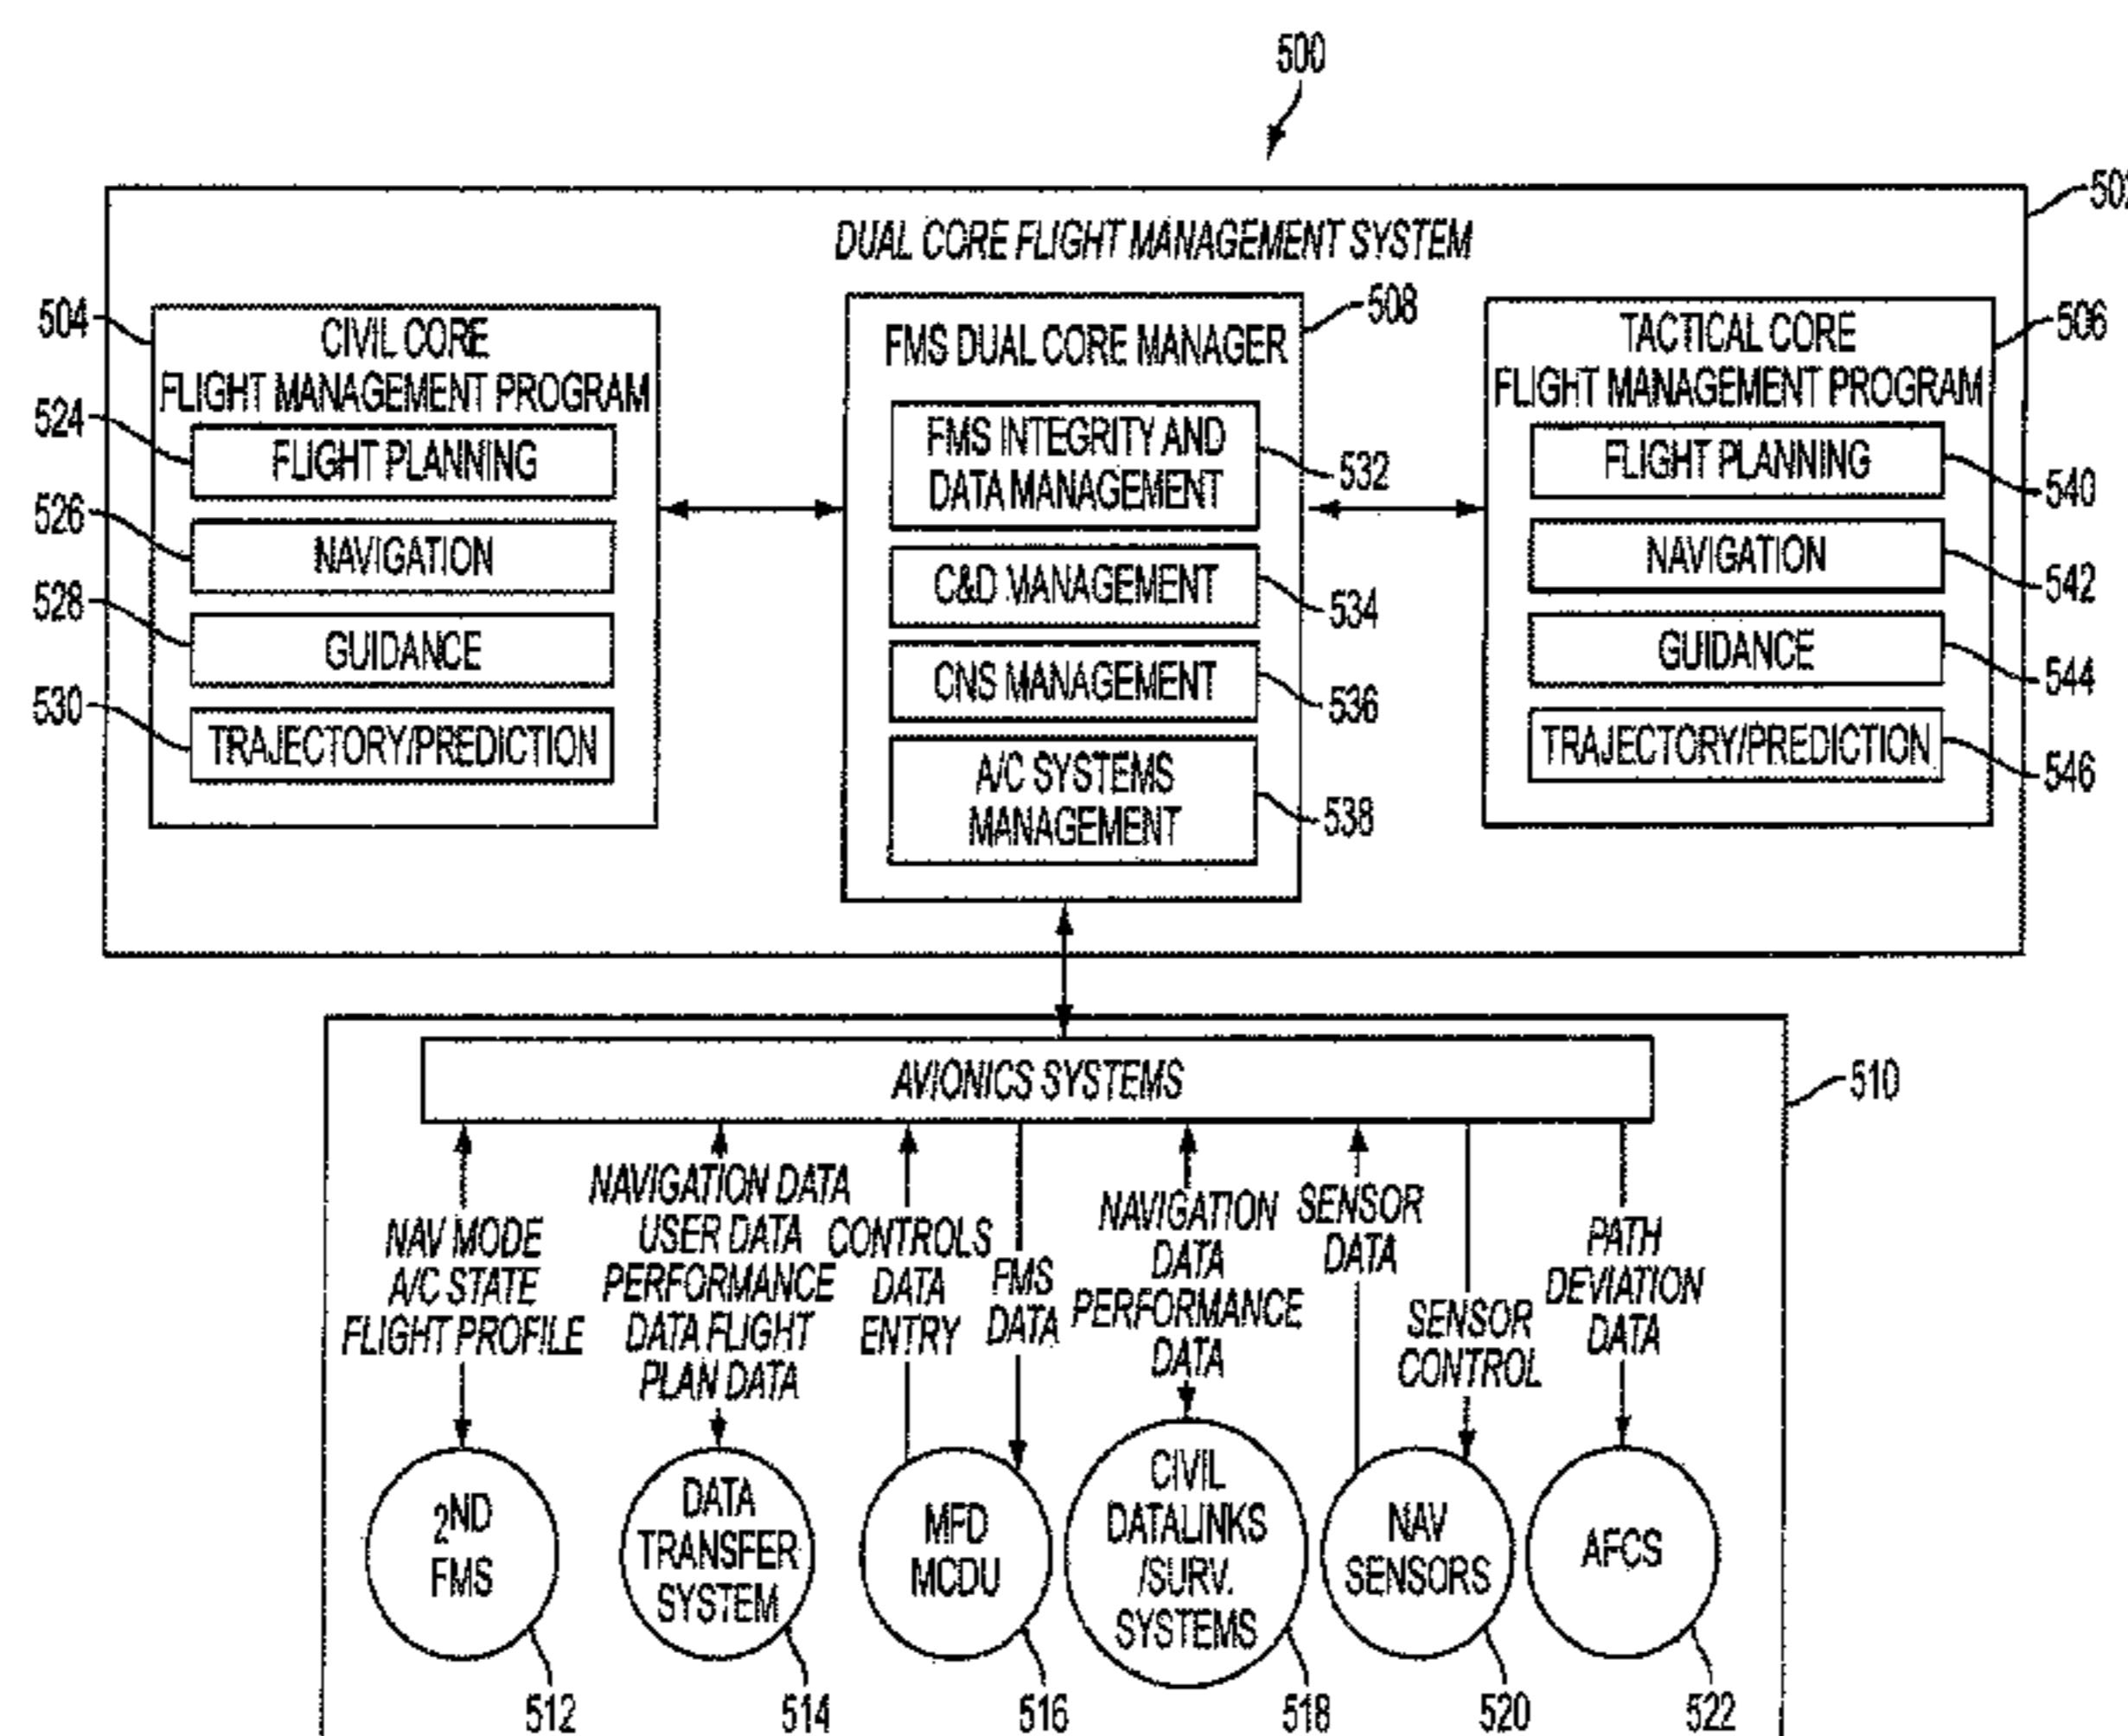 500
502
DUAL CORE FLIGHT MANAGEMENT SYSTEM
504
CIVIL CORE
FLIGHT MANAGEMENT PROGRAM
524
FLIGHT PLANNING
526
NAVIGATION
528
GUIDANCE
530
TRAJECTORY/PREDICTION
508
FMS DUAL CORE MANAGER
FMS INTEGRITY AND
DATA MANAGEMENT
532
C&D MANAGEMENT
534
CNS MANAGEMENT
536
A/C SYSTEMS
MANAGEMENT
538
506
TACTICAL CORE
FLIGHT MANAGEMENT PROGRAM
FLIGHT PLANNING
540
NAVIGATION
542
GUIDANCE
544
TRAJECTORY/PREDICTION
546
AVIONICS SYSTEMS
510
NAV MODE
A/C STATE
FLIGHT PROFILE
NAVIGATION DATA
USER DATA
PERFORMANCE
DATA FLIGHT
PLAN DATA
CONTROLS
DATA
ENTRY
FMS
DATA
NAVIGATION
DATA
PERFORMANCE
DATA
SENSOR
DATA
SENSOR
CONTROL
PATH
DEVIATION
DATA
2ND
FMS
DATA
TRANSFER
SYSTEM
MFD
MCDU
CIVIL
DATALINKS
/SURV.
SYSTEMS
NAV
SENSORS
AFCS
512
514
516
518
520
522